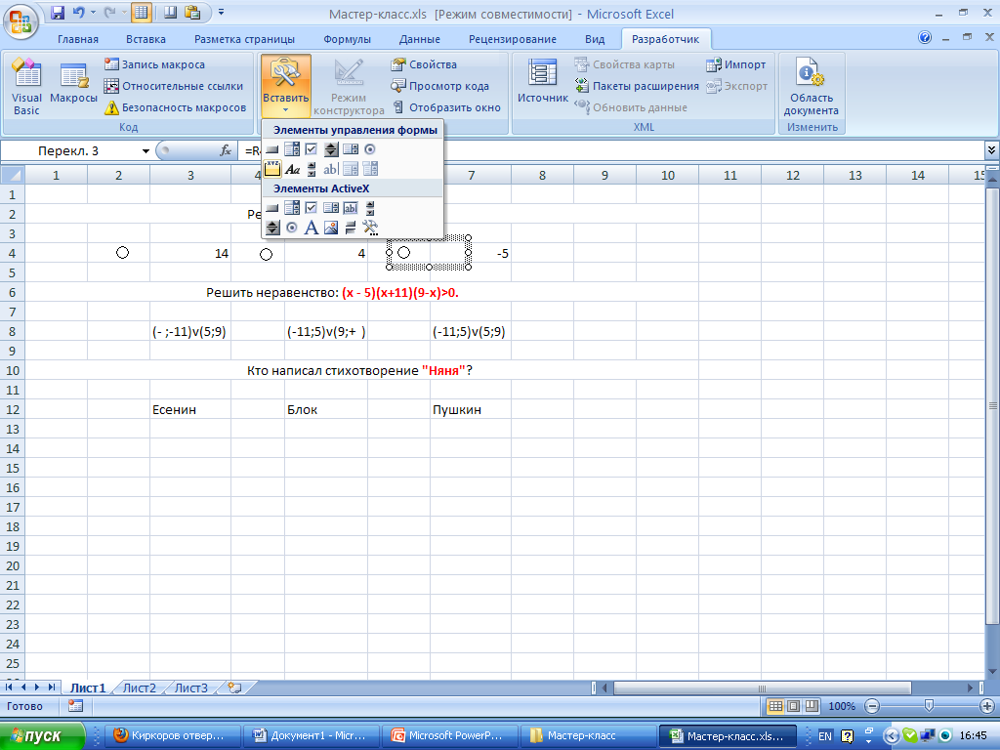 Мастер-класс.xls [Режим совместимости] - Microsoft Excel
Главная Вставка Разметка страницы Формулы Данные Рецензирование Вид Разработчик
Visual Basic
Макросы
Запись макроса
Относительные ссылки
Безопасность макросов
Код
Вставить
Режим конструктора
Свойства
Просмотр кода
Отобразить окно
Источник
Свойства карты
Пакеты расширения
Обновить данные
Импорт
Экспорт
XML
Область документа
Изменить
Элементы управления формы
Aa ab|
Элементы ActiveX
ab|
A
Перекл. 3 fx
1 2 3 4 7 8 9 10 11 12 13 14 15
1
2
3
4 14 4 -5
5
6 Решить неравенство: (х - 5)(х+11)(9-х)>0.
7
8 (- ;-11)v(5;9) (-11;5)v(9;+ ) (-11;5)v(5;9)
9
10 Кто написал стихотворение "Няня"?
11
12 Есенин Блок Пушкин
13
14
15
16
17
18
19
20
21
22
23
24
25
Лист1 Лист2 Лист3
Готово 100%
пуск Киркоров отвер... Документ1 - Micr... Microsoft PowerP... Мастер-класс Мастер-класс.xls... EN 16:45